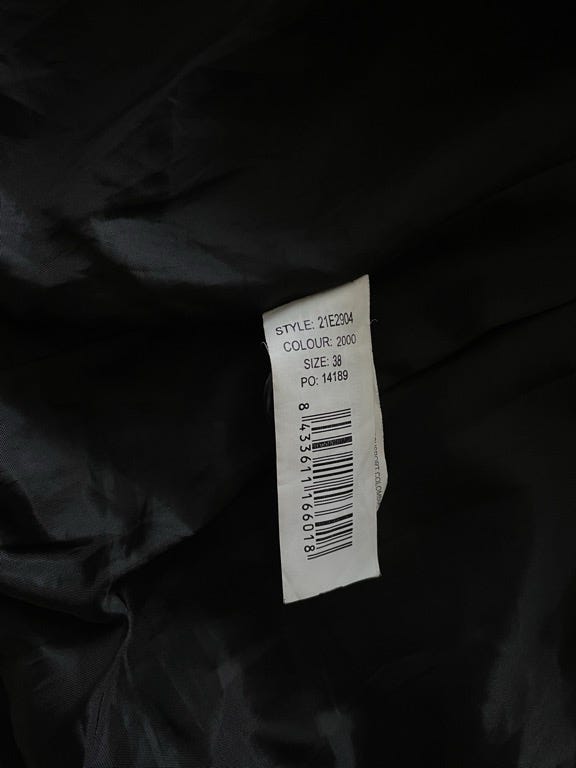 STYLE: 21E2904
COLOUR: 2000
SIZE: 38
PO: 14189
8 433611 166018